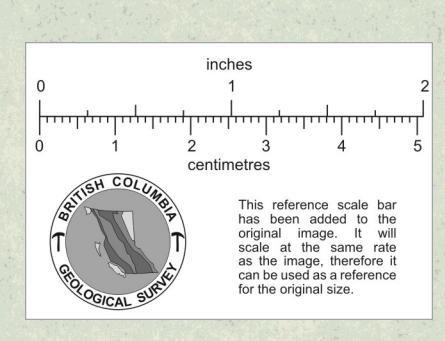 inches
0 1 2
0 1 2 3 4 5
centimetres
BRITISH COLUMBIA
GEOLOGICAL SURVEY
This reference scale bar
has been added to the
original image. It will
scale at the same rate
as the image, therefore it
can be used as a reference
for the original size.